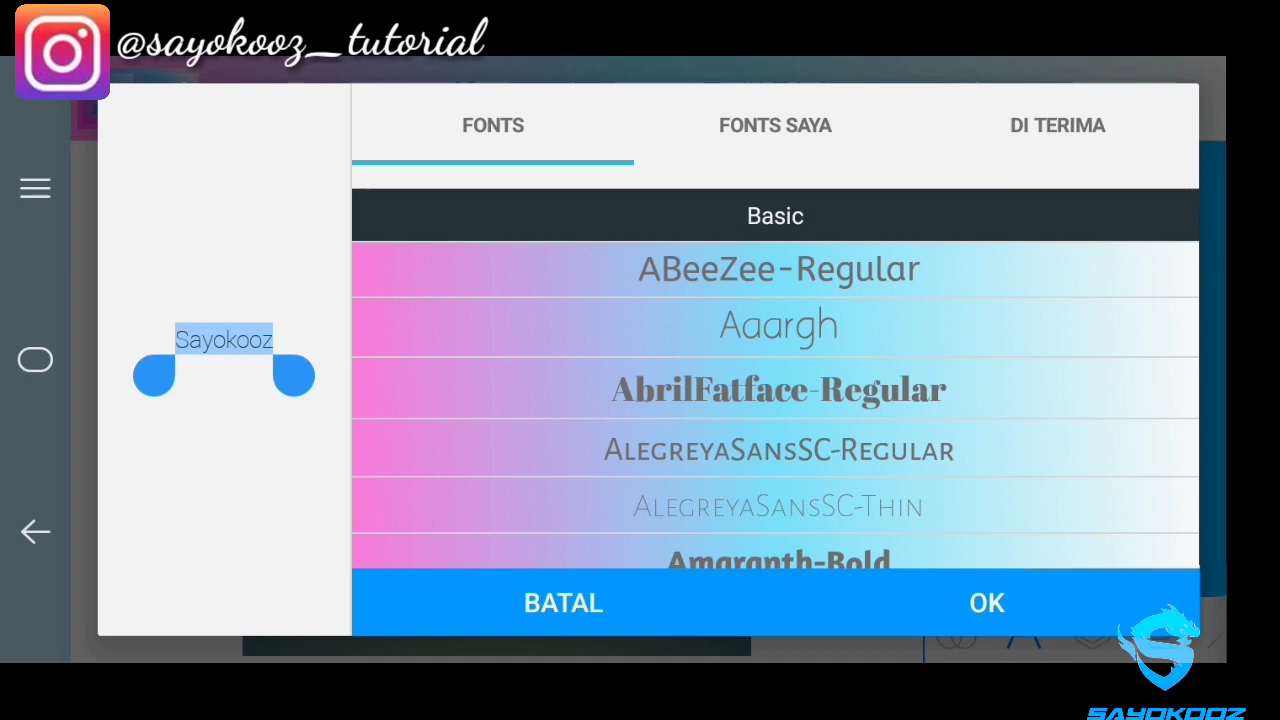 @sayokooz_tutorial
FONTS
FONTS SAYA
DI TERIMA
Basic
Sayokooz
ABeeZee-Regular
Aaargh
AbrilFatface-Regular
AlegreyaSansSC-Regular
AlegreyaSansSC-Thin
Amaranth-Bold
BATAL
OK
SAYOKOOZ